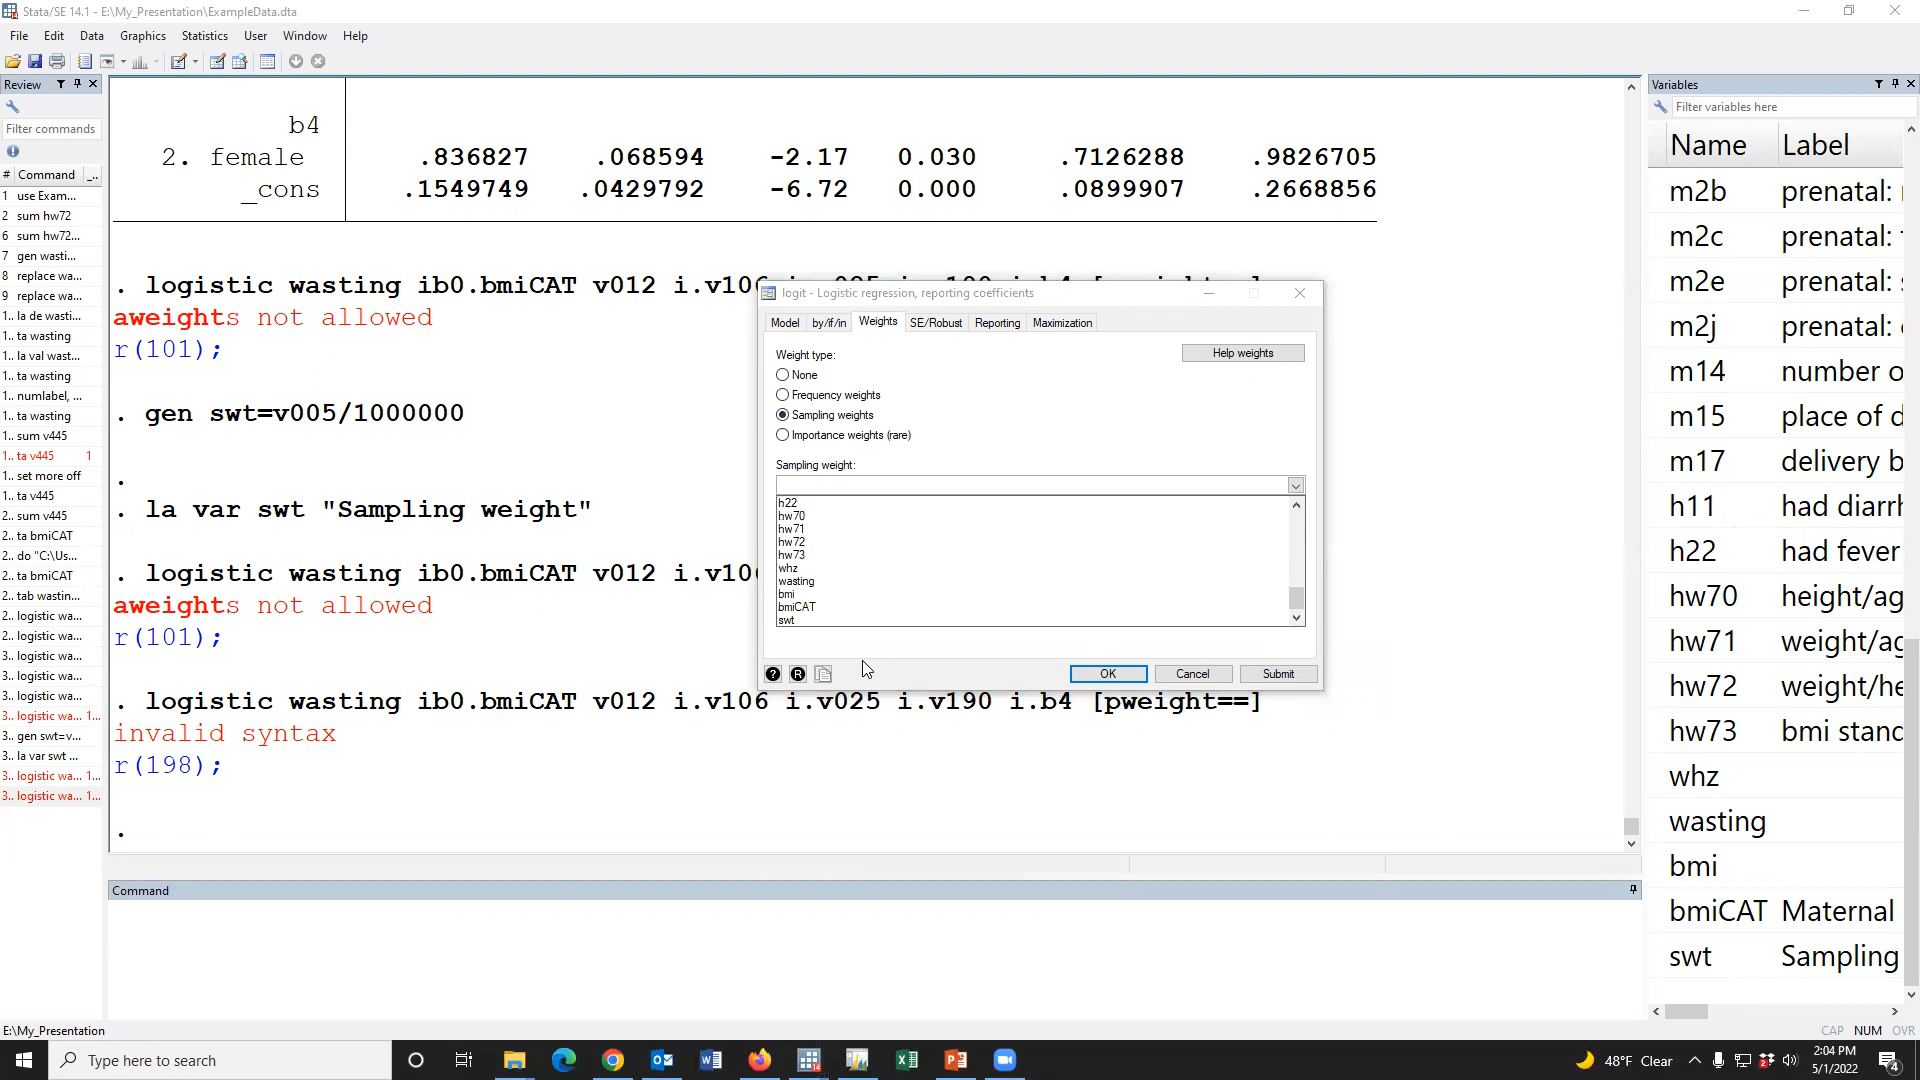 Stata/SE 14.1 - E:\My_Presentation\ExampleData.dta
File Edit Data Graphics Statistics User Window Help
Review
Filter commands
# Command _..
1 use Exam...
2 sum hw72
6 sum hw72...
7 gen wasti...
8 replace wa...
9 replace wa...
1.. la de wasti...
1.. ta wasting
1.. la val wast...
1.. ta wasting
1.. numlabel, ...
1.. ta wasting
1.. sum v445
1.. ta v445 1
1.. set more off
1.. ta v445
2.. sum v445
2.. ta bmiCAT
2.. do "C:\Us...
2.. ta bmiCAT
2.. tab wastin...
2.. logistic wa...
2.. logistic wa...
3.. logistic wa...
3.. logistic wa...
3.. logistic wa...
3.. logistic wa... 1...
3.. gen swt=v...
3.. la var swt ...
3.. logistic wa... 1...
3.. logistic wa... 1...
b4
2. female .836827 .068594 -2.17 0.030 .7126288 .9826705
_cons .1549749 .0429792 -6.72 0.000 .0899907 .2668856
. logistic wasting ib0.bmiCAT v012
aweights not allowed
r(101);
. gen swt=v005/1000000
.
. la var swt "Sampling weight"
. logistic wasting ib0.bmiCAT v012
aweights not allowed
r(101);
. logistic wasting ib0.bmiCAT v012 i.v106 i.v025 i.v190 i.b4 [pweight==]
invalid syntax
r(198);
.
logit - Logistic regression, reporting coefficients
Model by/if/in Weights SE/Robust Reporting Maximization
Weight type:
Help weights
None
Frequency weights
Sampling weights
Importance weights (rare)
Sampling weight:
h22
hw70
hw71
hw72
hw73
whz
wasting
bmi
bmiCAT
swt
OK Cancel Submit
Command
Variables
Filter variables here
Name Label
m2b prenatal:
m2c prenatal:
m2e prenatal:
m2j prenatal:
m14 number o
m15 place of d
m17 delivery b
h11 had diarrh
h22 had fever
hw70 height/ag
hw71 weight/ag
hw72 weight/he
hw73 bmi stand
whz
wasting
bmi
bmiCAT Maternal
swt Sampling
E:\My_Presentation
CAP NUM OVR
Type here to search
48°F Clear
2:04 PM
5/1/2022
4